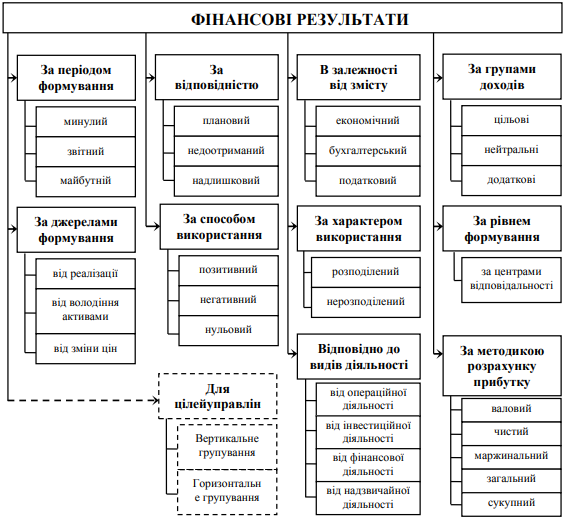 ФІНАНСОВІ РЕЗУЛЬТАТИ
За періодом
формування
минулий
звітний
майбутній
За
відповідністю
плановий
недоотриманий
надлишковий
В залежності
від змісту
економічний
бухгалтерський
податковий
За групами
доходів
цільові
нейтральні
додаткові
За джерелами
формування
від реалізації
від володіння
активами
від зміни цін
За способом
використання
позитивний
негативний
нульовий
За характером
використання
розподілений
нерозподілений
За рівнем
формування
за центрами
відповідальності
Для
цілейуправлін
Вертикальне
групування
Горизонтальн
е групування
Відповідно до
видів діяльності
від операційної
діяльності
від інвестиційної
діяльності
від фінансової
діяльності
від надзвичайної
діяльності
За методикою
розрахунку
прибутку
валовий
чистий
маржинальний
загальний
сукупний